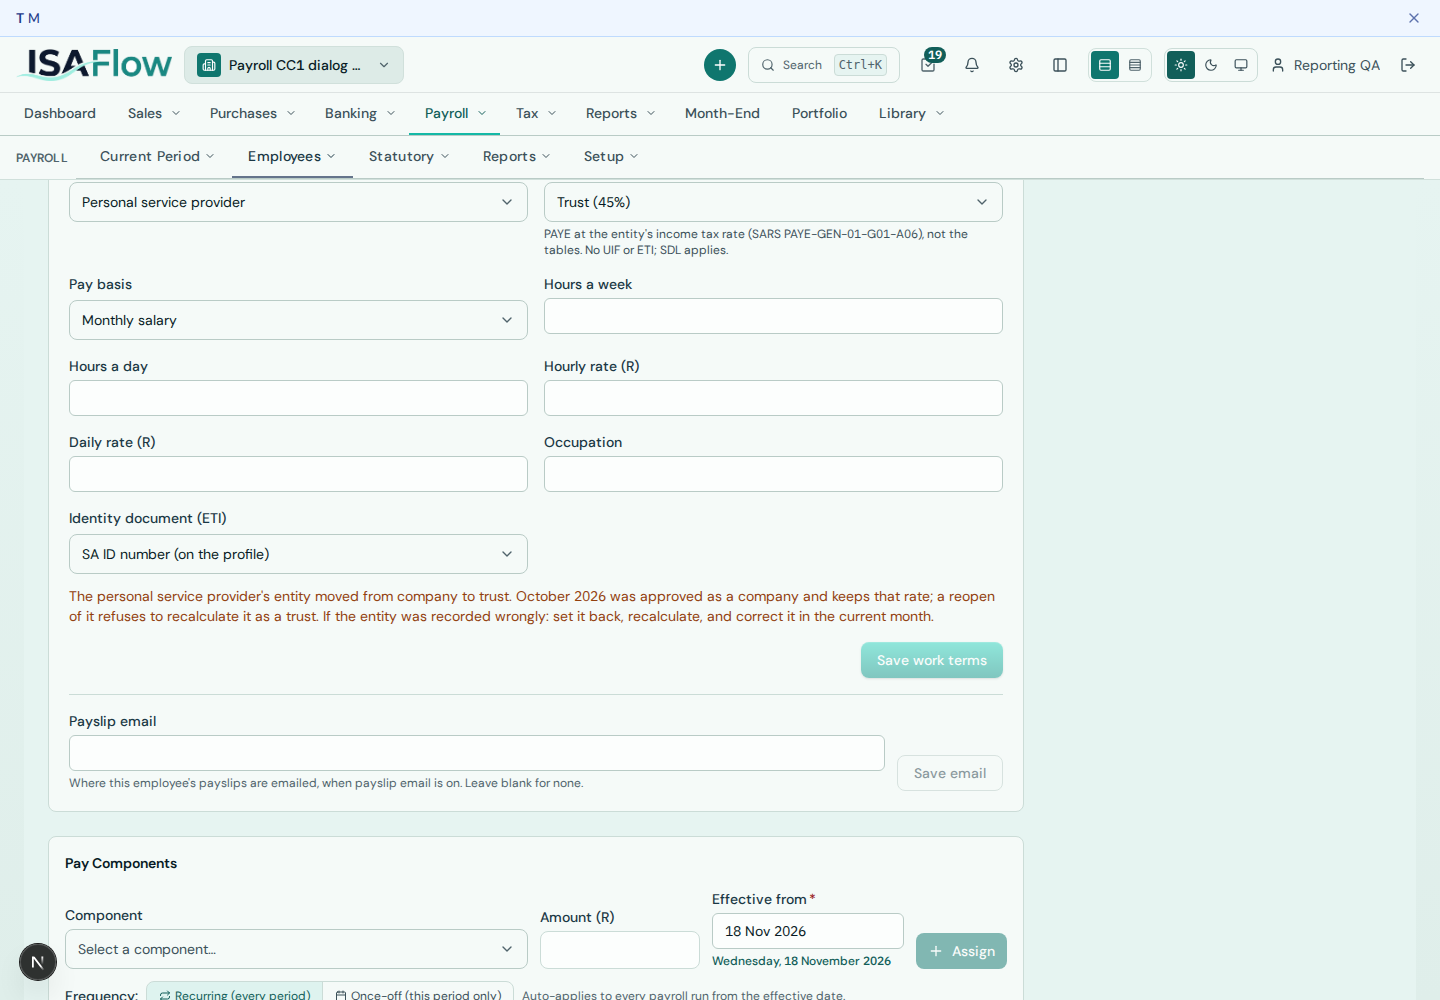 T M
ISAFlow
Payroll CC1 dialog ...
Search Ctrl+K
19
Reporting QA
Dashboard Sales Purchases Banking Payroll Tax Reports Month-End Portfolio Library
PAYROLL Current Period Employees Statutory Reports Setup
Personal service provider
Trust (45%)
PAYE at the entity's income tax rate (SARS PAYE-GEN-01-G01-A06), not the
tables. No UIF or ETI; SDL applies.
Pay basis
Hours a week
Monthly salary
Hours a day
Hourly rate (R)
Daily rate (R)
Occupation
Identity document (ETI)
SA ID number (on the profile)
The personal service provider's entity moved from company to trust. October 2026 was approved as a company and keeps that rate; a reopen
of it refuses to recalculate it as a trust. If the entity was recorded wrongly: set it back, recalculate, and correct it in the current month.
Save work terms
Payslip email
Where this employee's payslips are emailed, when payslip email is on. Leave blank for none.
Save email
Pay Components
Component
Amount (R)
Effective from *
Select a component...
18 Nov 2026
Wednesday, 18 November 2026
Assign
N
Frequency: Recurring (every period) Once-off (this period only) Auto-applies to every payroll run from the effective date.